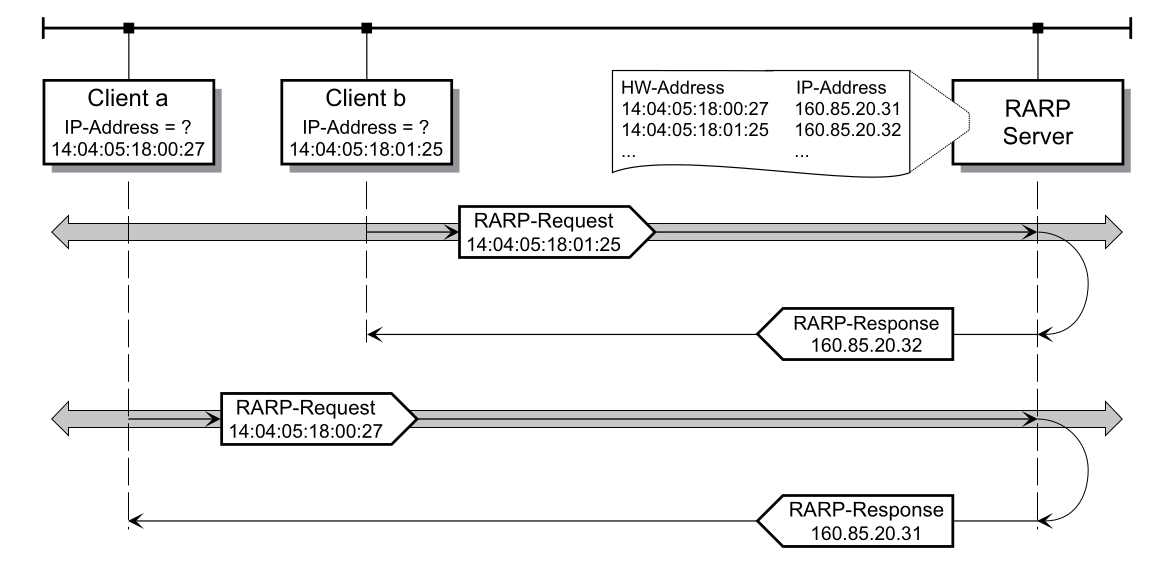 Client a
IP-Address = ?
14:04:05:18:00:27
Client b
IP-Address = ?
14:04:05:18:01:25
HW-Address IP-Address
14:04:05:18:00:27 160.85.20.31
14:04:05:18:01:25 160.85.20.32
... ...
RARP
Server
RARP-Request
14:04:05:18:01:25
RARP-Response
160.85.20.32
RARP-Request
14:04:05:18:00:27
RARP-Response
160.85.20.31